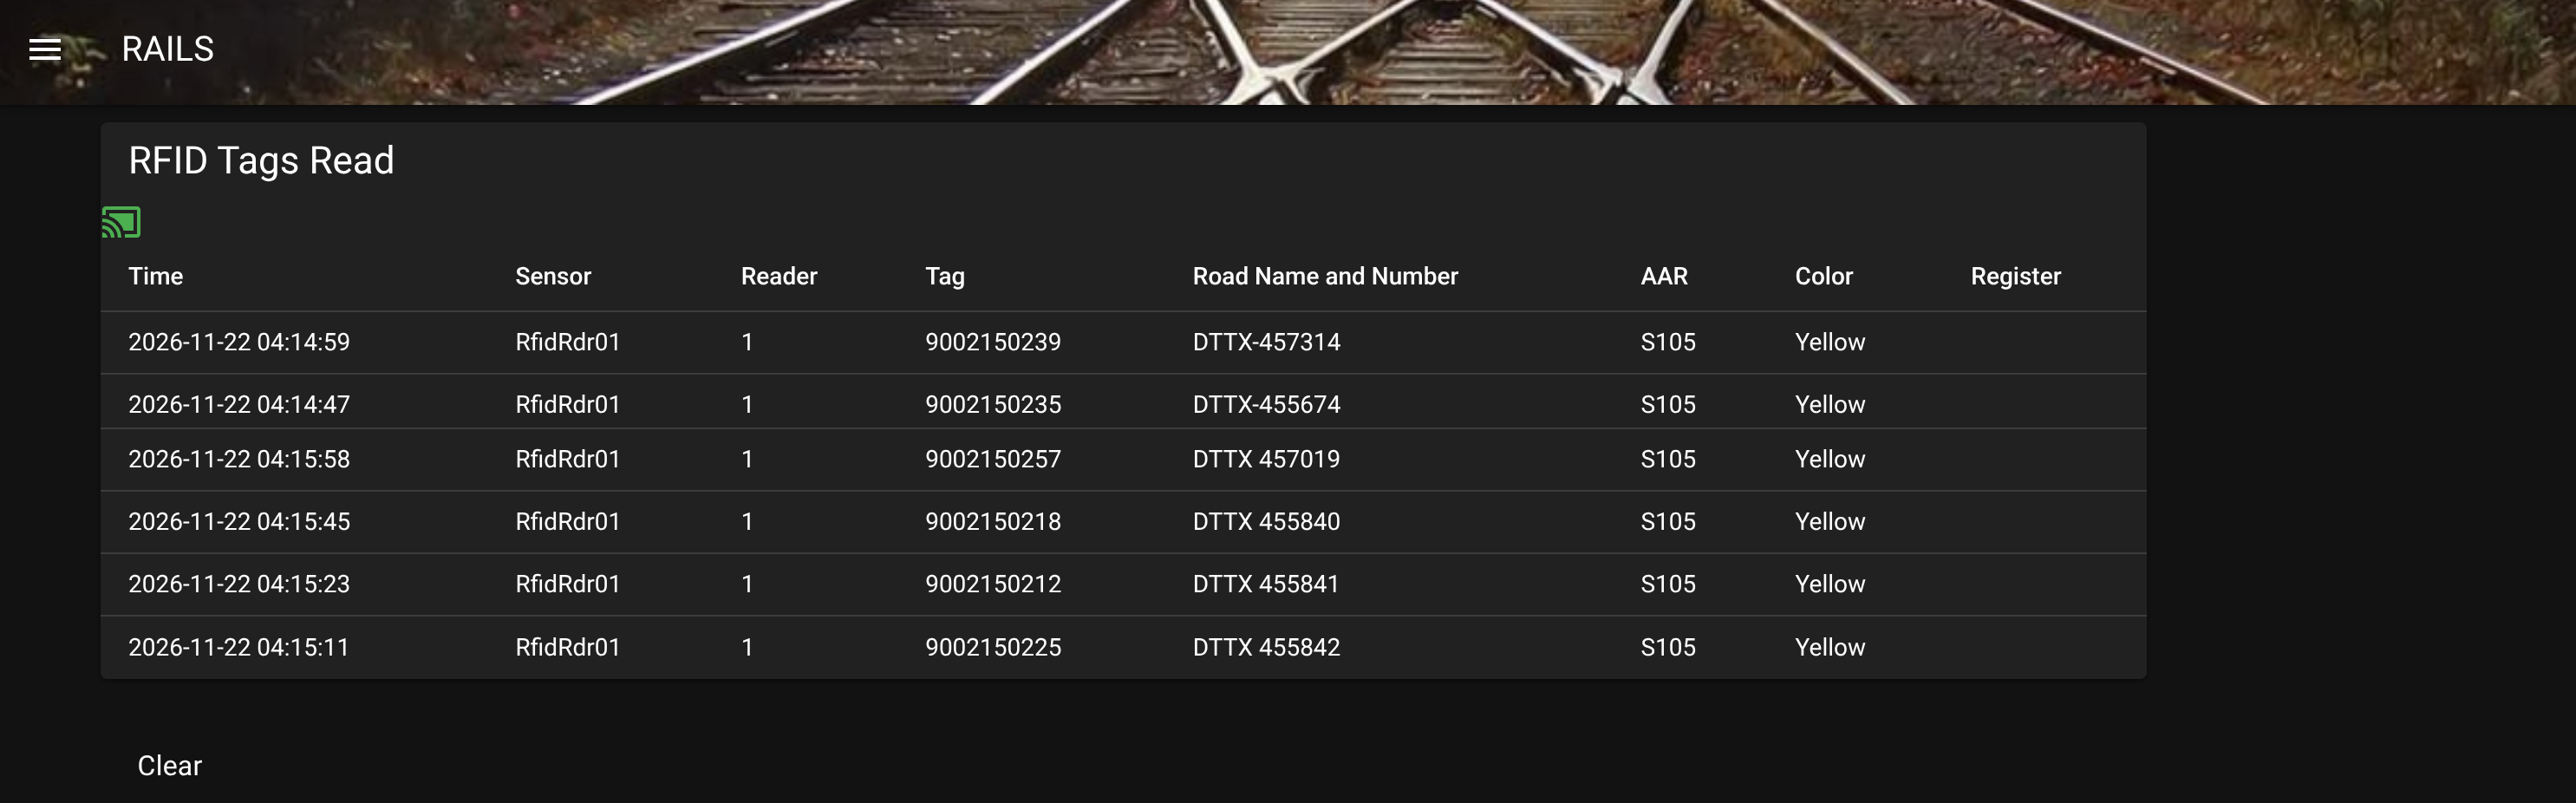 RAILS
RFID Tags Read
Time Sensor Reader Tag Road Name and Number AAR Color Register
2026-11-22 04:14:59 RfidRdr01 1 9002150239 DTTX-457314 S105 Yellow
2026-11-22 04:14:47 RfidRdr01 1 9002150235 DTTX-455674 S105 Yellow
2026-11-22 04:15:58 RfidRdr01 1 9002150257 DTTX 457019 S105 Yellow
2026-11-22 04:15:45 RfidRdr01 1 9002150218 DTTX 455840 S105 Yellow
2026-11-22 04:15:23 RfidRdr01 1 9002150212 DTTX 455841 S105 Yellow
2026-11-22 04:15:11 RfidRdr01 1 9002150225 DTTX 455842 S105 Yellow
Clear